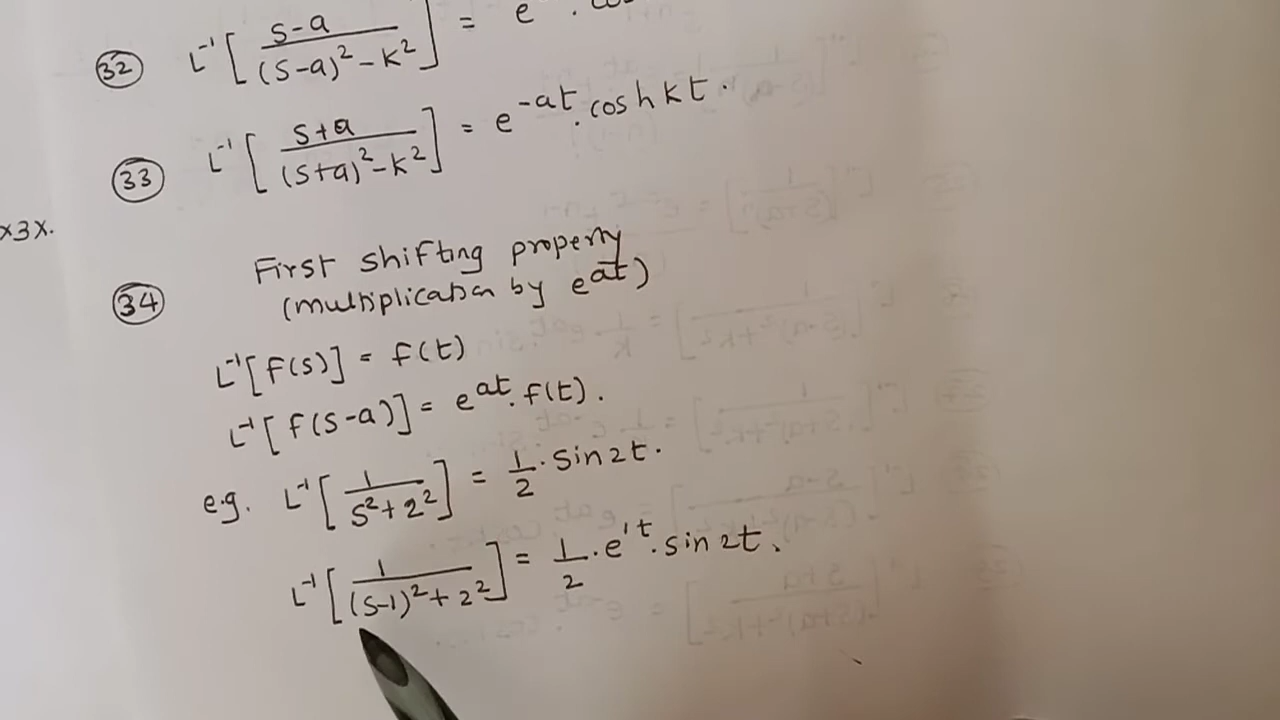 (32) L⁻¹[(s-a)/((s-a)²-k²)] = e .
(33) L⁻¹[(s+a)/((s+a)²-k²)] = e^(-at).coshkt.
x3x.
(34) First shifting property
(multiplication by e^(at))
L⁻¹[F(s)] = f(t)
L⁻¹[F(s-a)] = e^(at).f(t).
e.g. L⁻¹[1/(s²+2²)] = 1/2.sin2t.
L⁻¹[1/((s-1)²+2²)] = 1/2.e^(1t).sin2t.